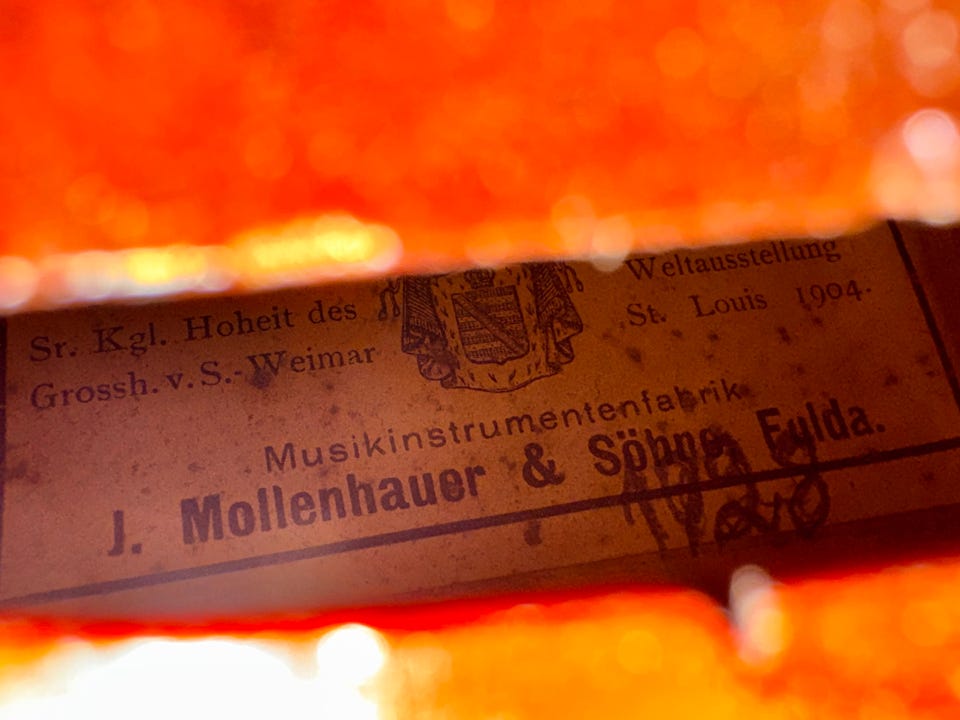 Weltausstellung
Sr. Kgl. Hoheit des
St. Louis 1904.
Grossh. v. S.-Weimar
Musikinstrumentenfabrik
J. Mollenhauer & Söhne, Fulda.